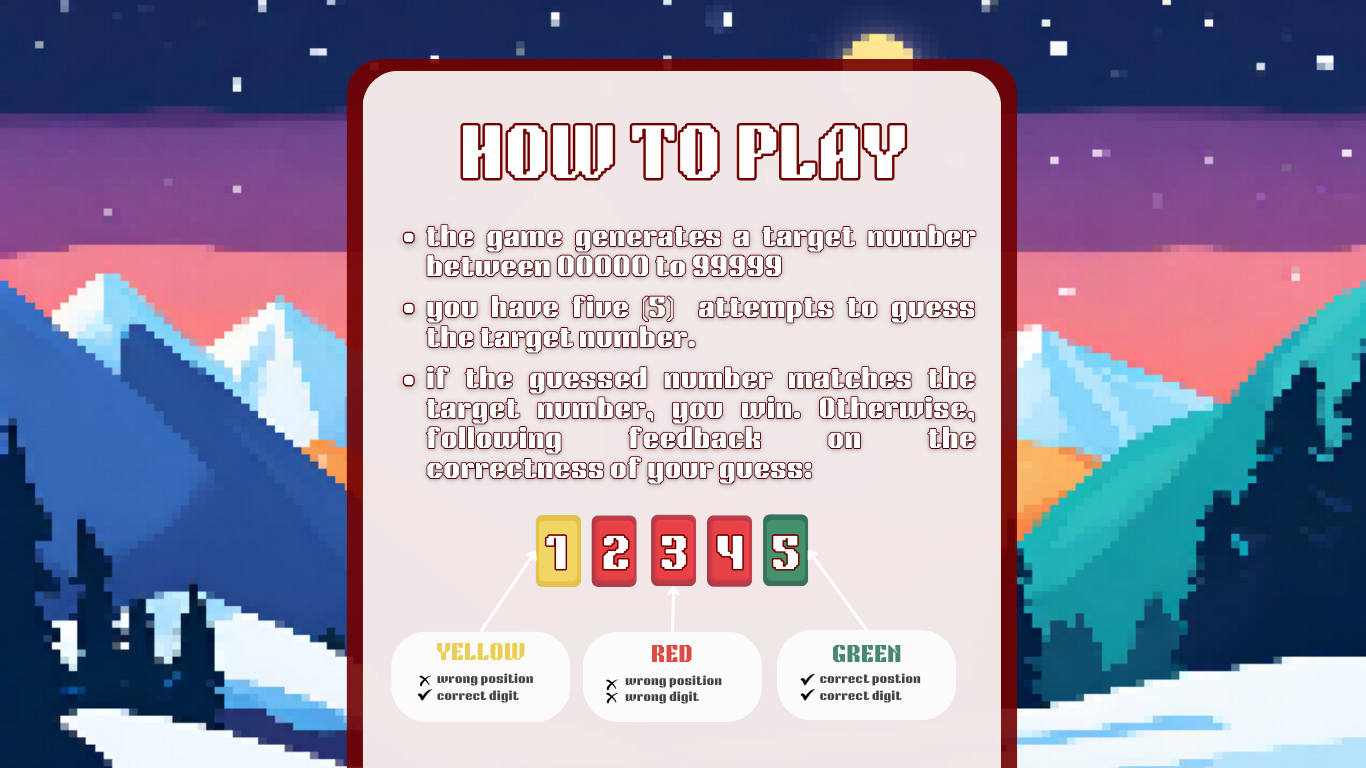 HOW TO PLAY
the game generates a target number
between 00000 to 99999
you have five (5) attempts to guess
the target number.
if the guessed number matches the
target number, you win. Otherwise,
following feedback on the
correctness of your guess:
1 2 3 4 5
YELLOW
wrong position
correct digit
RED
wrong position
wrong digit
GREEN
correct postion
correct digit